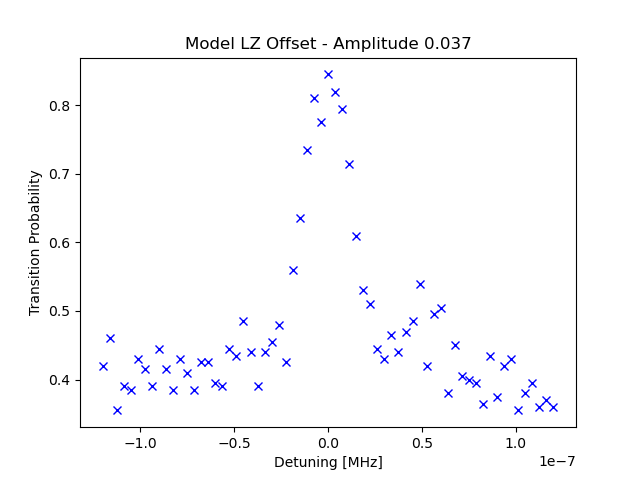 Model LZ Offset - Amplitude 0.037
Transition Probability
0.8
0.7
0.6
0.5
0.4
−1.0 −0.5 0.0 0.5 1.0
1e−7
Detuning [MHz]